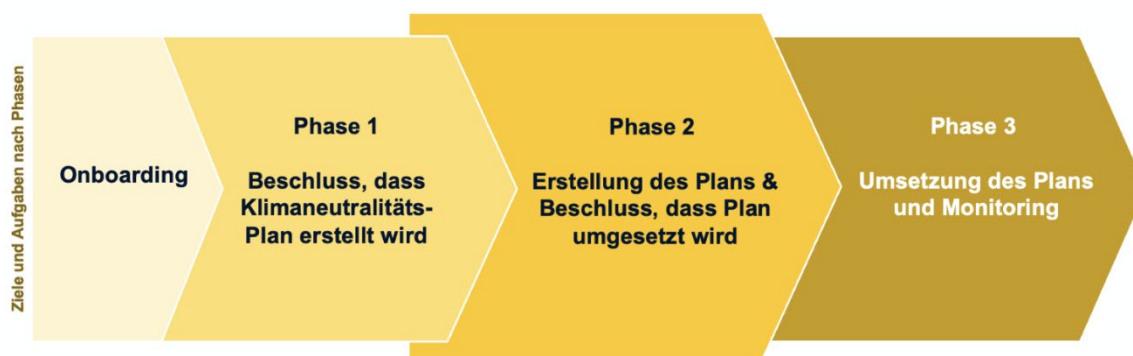 Ziele und Aufgaben nach Phasen
Onboarding
Phase 1
Beschluss, dass
Klimaneutralitäts-
Plan erstellt wird
Phase 2
Erstellung des Plans &
Beschluss, dass Plan
umgesetzt wird
Phase 3
Umsetzung des Plans
und Monitoring